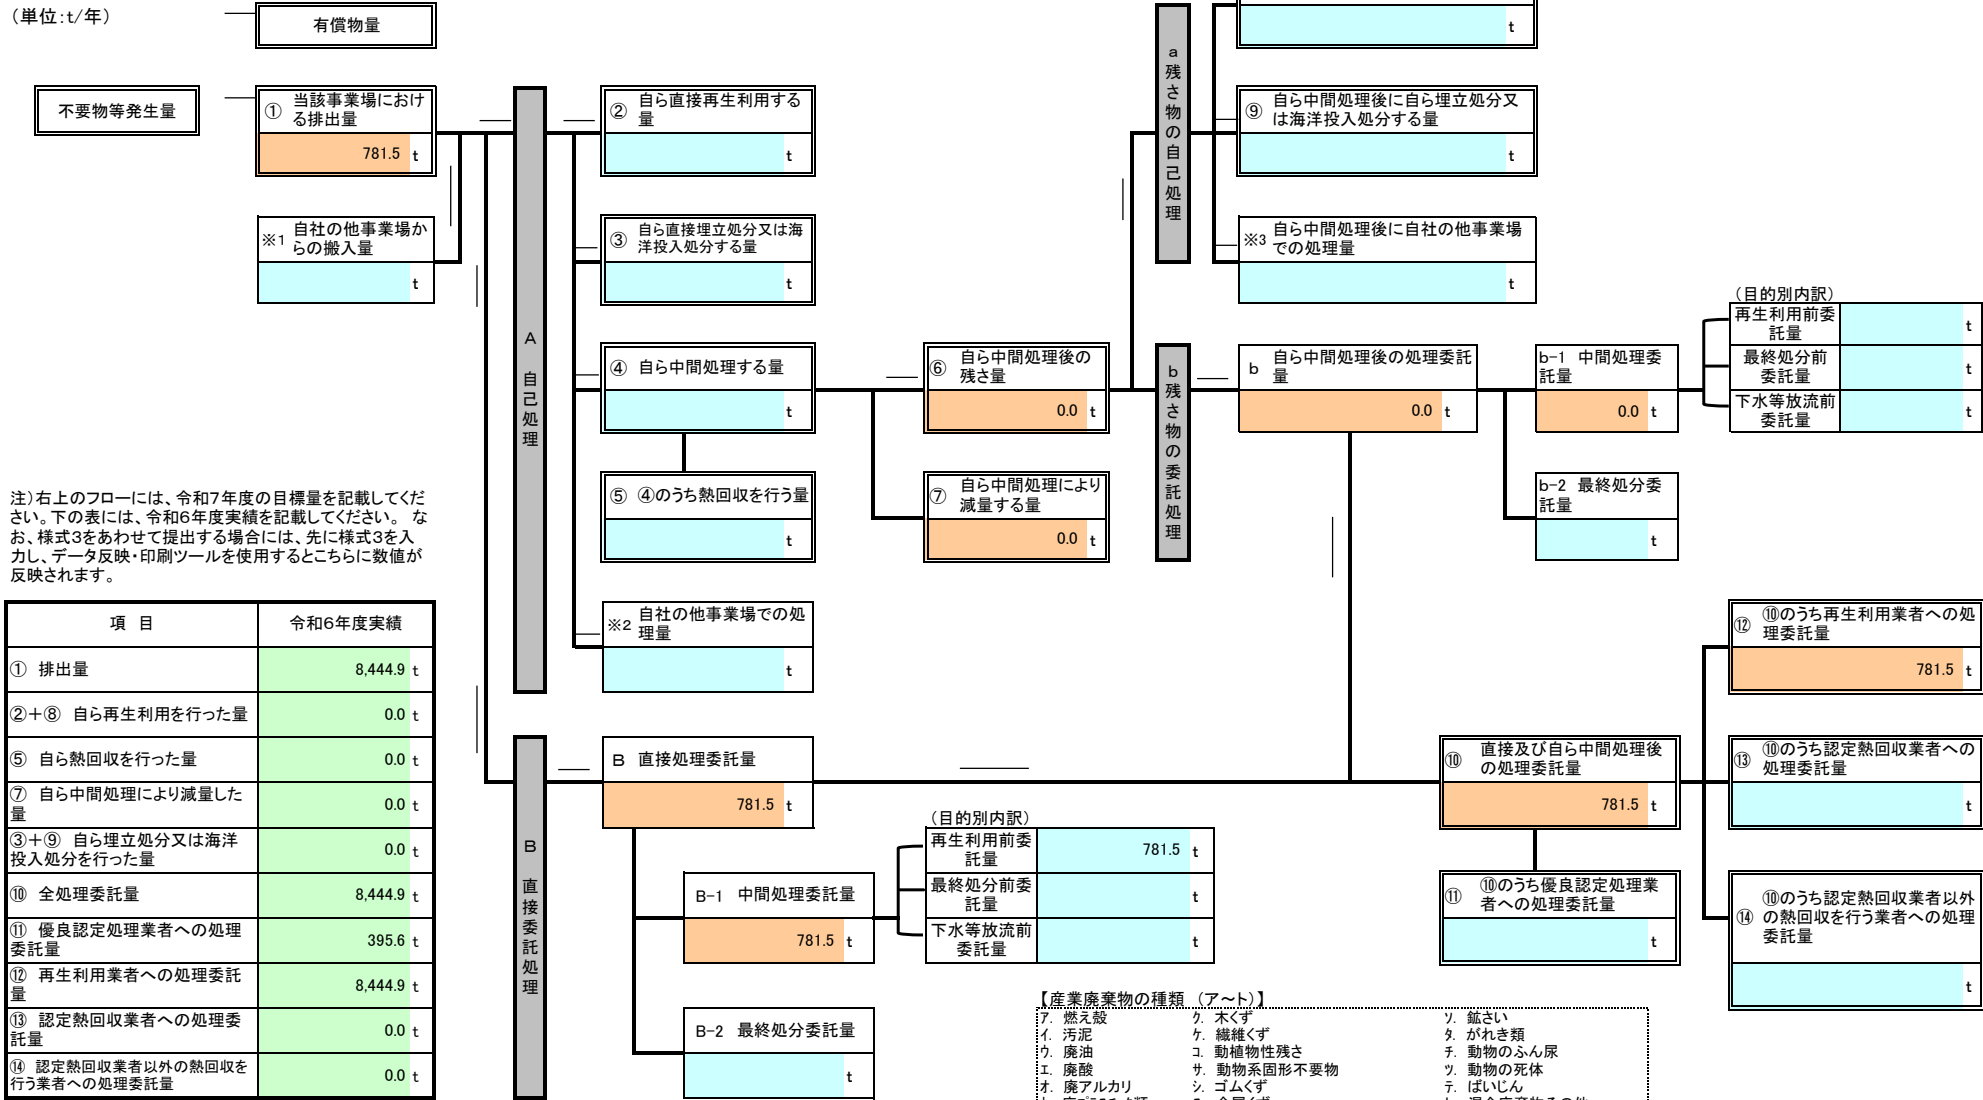 （単位：t/年）
有償物量
t
不要物等発生量
① 当該事業場におけ
る排出量
781.5 t
※1 自社の他事業場か
らの搬入量
t
A 自己処理
② 自ら直接再生利用する
量
t
③ 自ら直接埋立処分又は海
洋投入処分する量
t
④ 自ら中間処理する量
t
⑤ ④のうち熱回収を行う量
t
※2 自社の他事業場での処
理量
t
⑥ 自ら中間処理後の
残さ量
0.0 t
⑦ 自ら中間処理により
減量する量
0.0 t
a 残さ物の自己処理
⑨ 自ら中間処理後に自ら埋立処分又
は海洋投入処分する量
t
※3 自ら中間処理後に自社の他事業場
での処理量
t
b 残さ物の委託処理
b 自ら中間処理後の処理委託
量
0.0 t
b-1 中間処理委
託量
0.0 t
b-2 最終処分委
託量
t
（目的別内訳）
再生利用前委
託量
t
最終処分前
委託量
t
下水等放流前
委託量
t
注）右上のフローには、令和7年度の目標量を記載してくだ
さい。下の表には、令和6年度実績を記載してください。 な
お、様式3をあわせて提出する場合には、先に様式3を入
力し、データ反映・印刷ツールを使用するとこちらに数値が
反映されます。
項 目 令和6年度実績
① 排出量 8,444.9 t
②＋⑧ 自ら再生利用を行った量 0.0 t
⑤ 自ら熱回収を行った量 0.0 t
⑦ 自ら中間処理により減量した
量 0.0 t
③＋⑨ 自ら埋立処分又は海洋
投入処分を行った量 0.0 t
⑩ 全処理委託量 8,444.9 t
⑪ 優良認定処理業者への処理
委託量 395.6 t
⑫ 再生利用業者への処理委託
量 8,444.9 t
⑬ 認定熱回収業者への処理委
託量 0.0 t
⑭ 認定熱回収業者以外の熱回収を
行う業者への処理委託量 0.0 t
B 直接委託処理
B 直接処理委託量
781.5 t
B-1 中間処理委託量
781.5 t
B-2 最終処分委託量
t
（目的別内訳）
再生利用前委
託量
781.5 t
最終処分前委
託量
t
下水等放流前
委託量
t
⑩ 直接及び自ら中間処理後
の処理委託量
781.5 t
⑪ ⑩のうち優良認定処理業
者への処理委託量
t
⑫ ⑩のうち再生利用業者への処
理委託量
781.5 t
⑬ ⑩のうち認定熱回収業者への
処理委託量
t
⑭ ⑩のうち認定熱回収業者以外
の熱回収を行う業者への処理
委託量
t
【産業廃棄物の種類 （ア～ト）】
ア. 燃え殻 ク. 木くず ソ. 鉱さい
イ. 汚泥 ケ. 繊維くず タ. がれき類
ウ. 廃油 コ. 動植物性残さ チ. 動物のふん尿
エ. 廃酸 サ. 動物系固形不要物 ツ. 動物の死体
オ. 廃アルカリ シ. ゴムくず テ. ばいじん